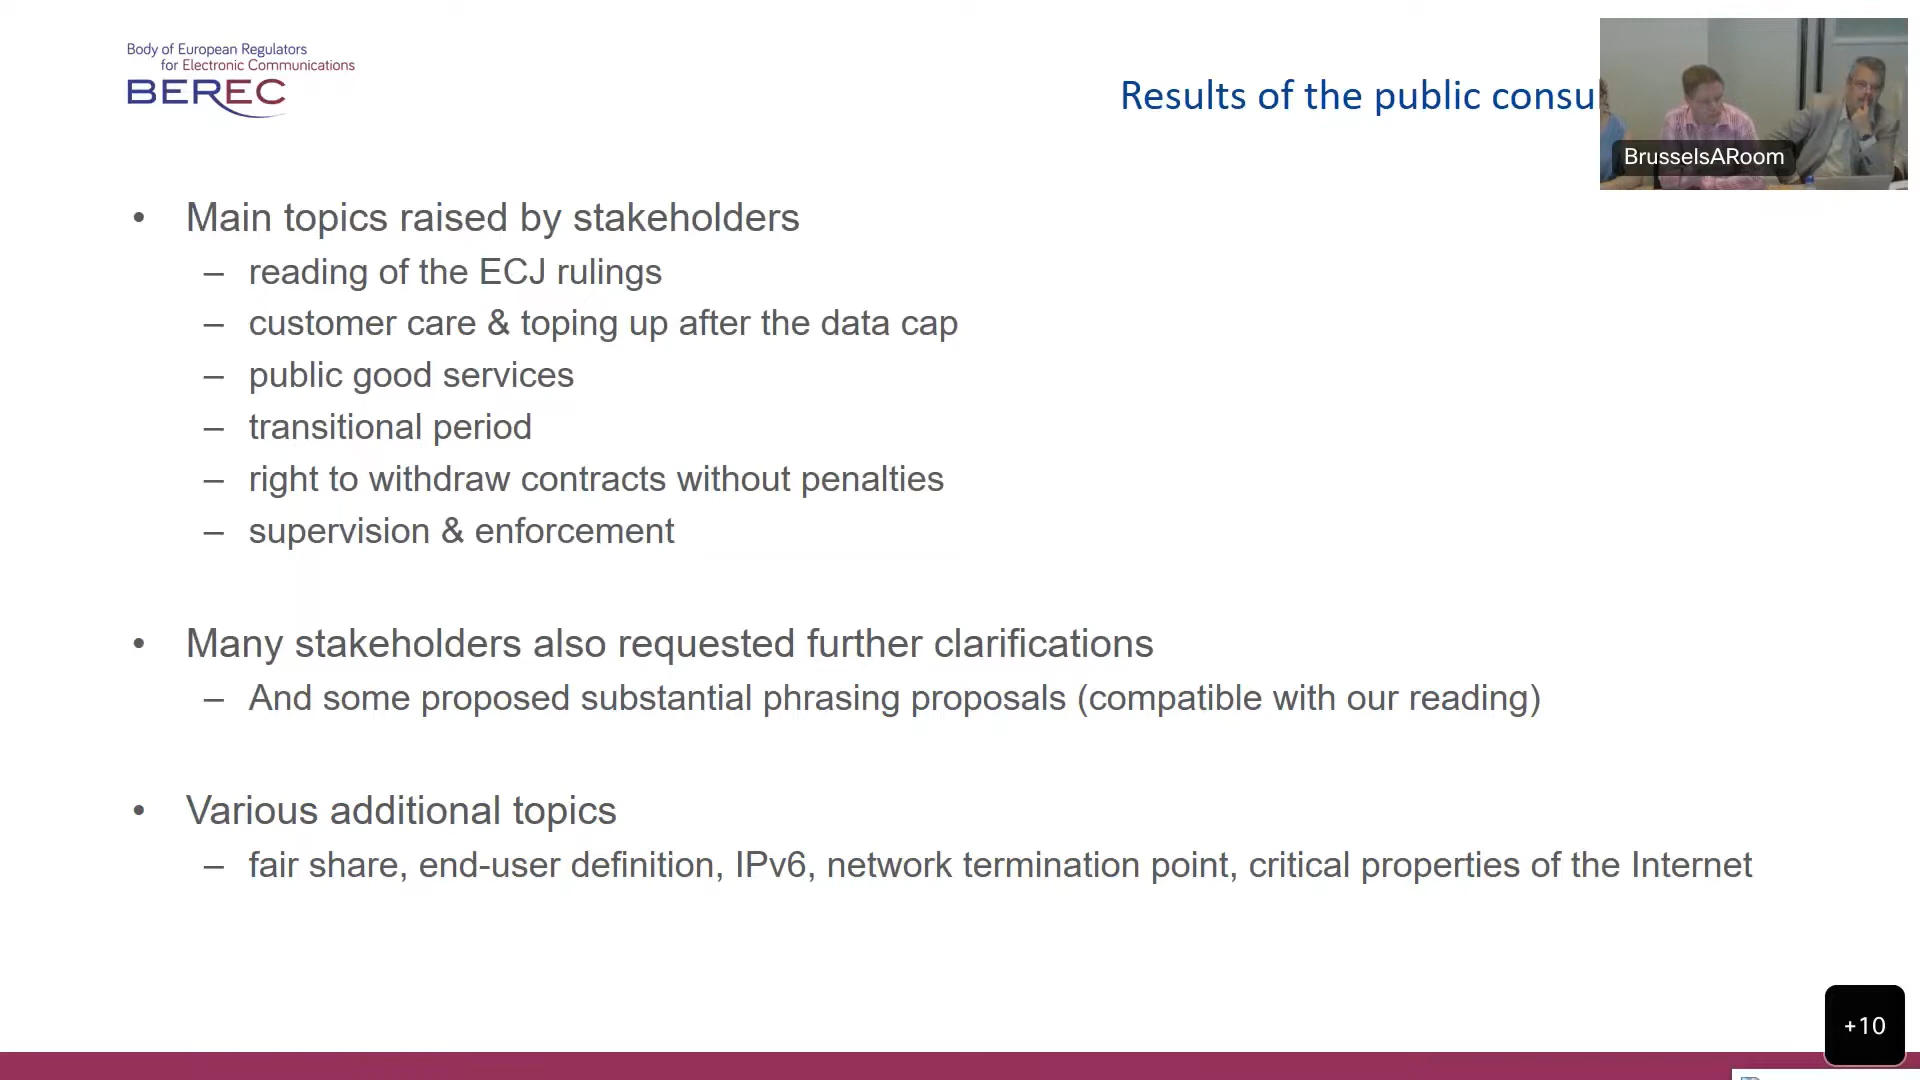 Body of European Regulators
for Electronic Communications
BEREC
Results of the public consu
BrusselsARoom
• Main topics raised by stakeholders
– reading of the ECJ rulings
– customer care & toping up after the data cap
– public good services
– transitional period
– right to withdraw contracts without penalties
– supervision & enforcement
• Many stakeholders also requested further clarifications
– And some proposed substantial phrasing proposals (compatible with our reading)
• Various additional topics
– fair share, end-user definition, IPv6, network termination point, critical properties of the Internet
+10